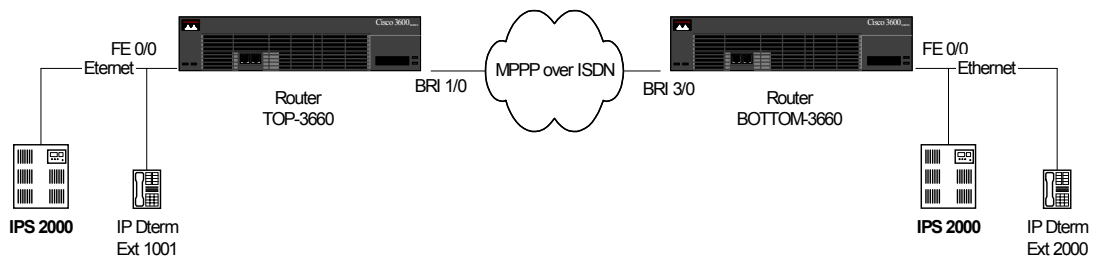 Cisco 3600
FE 0/0
Eternet
BRI 1/0
Router
TOP-3660
MPPP over ISDN
Cisco 3600
BRI 3/0
Router
BOTTOM-3660
FE 0/0
Ethernet
IPS 2000
IP Dterm
Ext 1001
IPS 2000
IP Dterm
Ext 2000